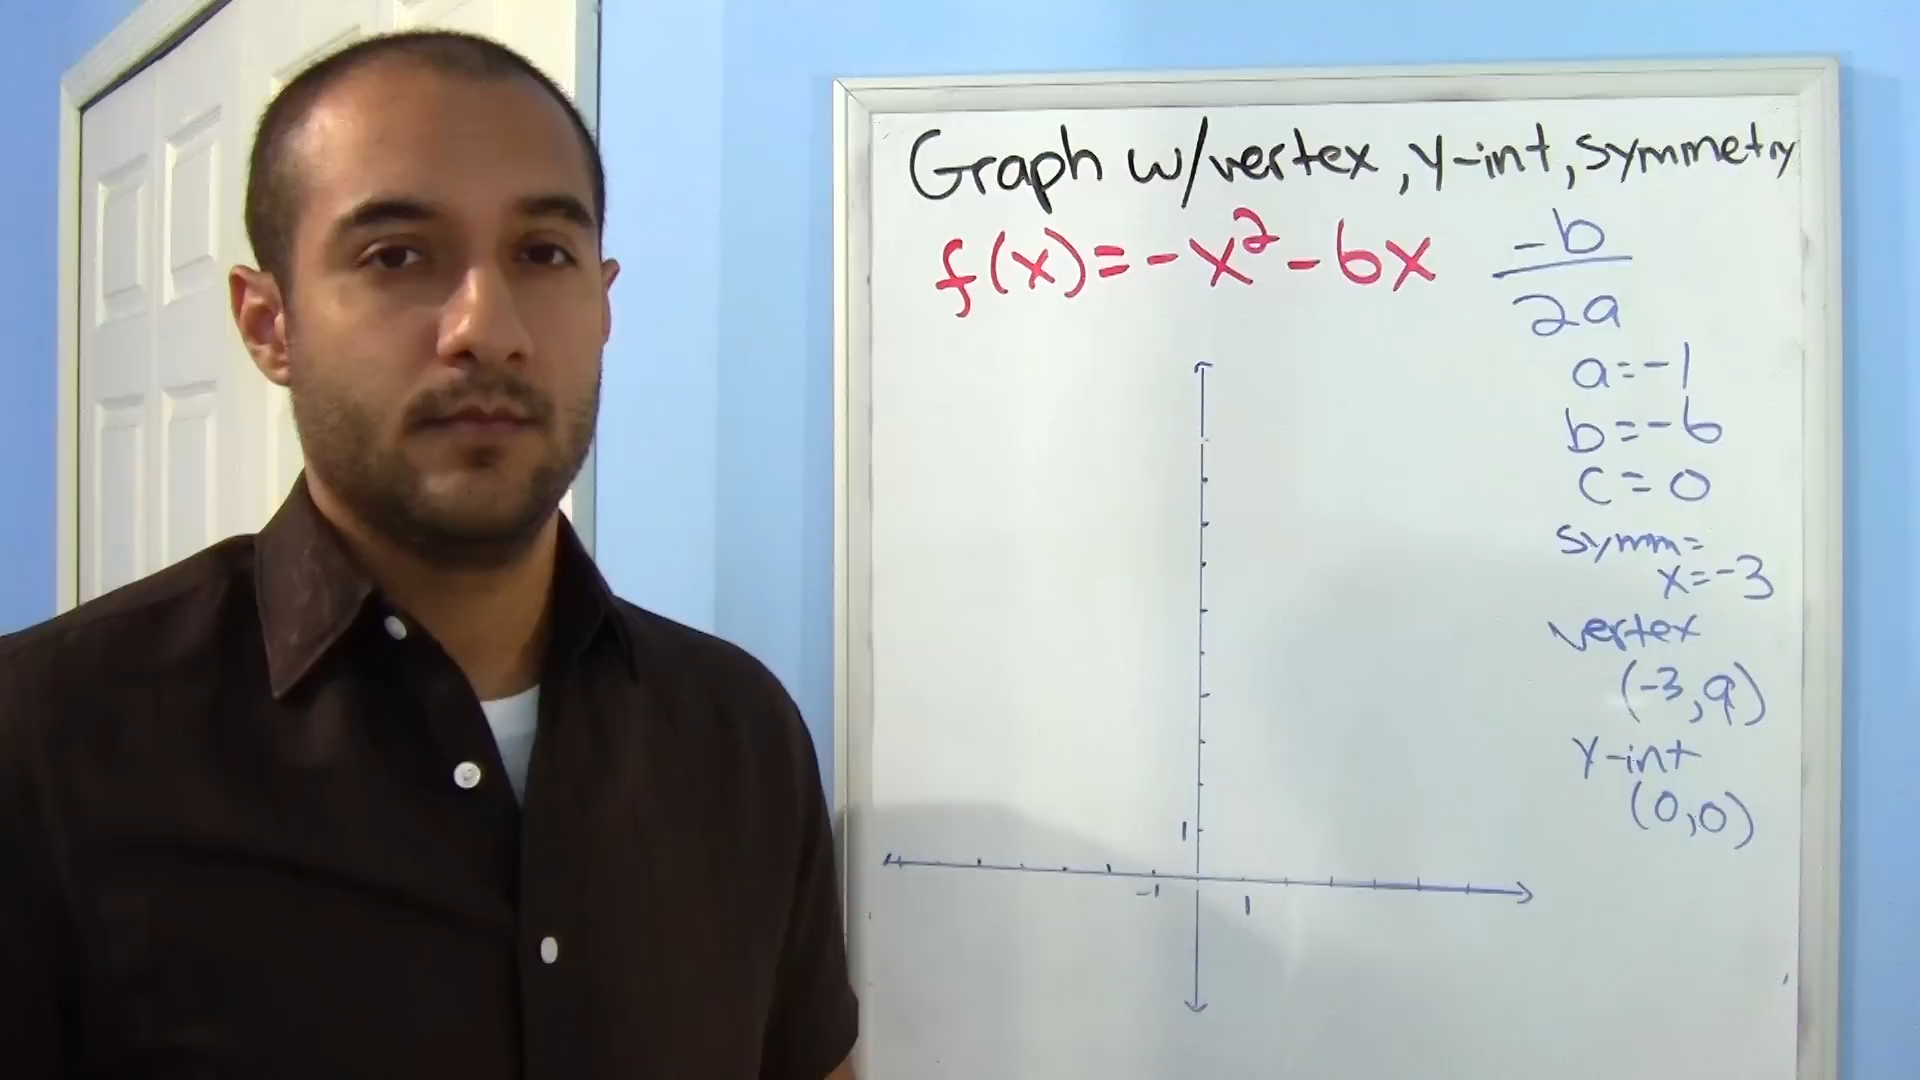 Graph w/vertex, y-int, symmetry
f(x)=-x²-6x
-b
2a
a=-1
b=-6
c=0
symm=
x=-3
vertex
(-3,9)
y-int
(0,0)
1
-1
1